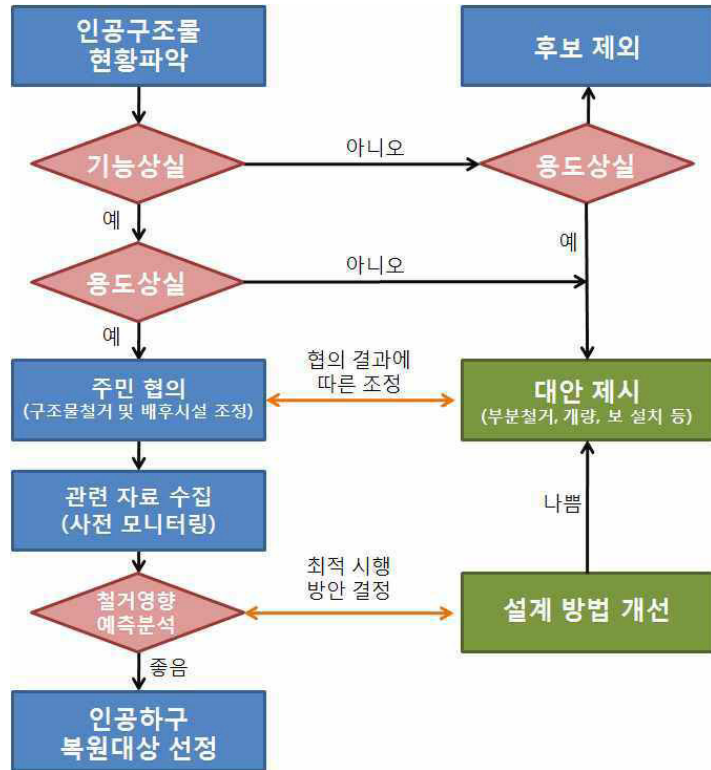 인공구조물
현황파악
후보 제외
기능상실
아니오
용도상실
예
예
용도상실
아니오
예
주민 협의
(구조물철거 및 배후시설 조정)
협의 결과에
따른 조정
대안 제시
(부분철거, 개량, 보 설치 등)
관련 자료 수집
(사전 모니터링)
나쁨
철거영향
예측분석
최적 시행
방안 결정
설계 방법 개선
좋음
인공하구
복원대상 선정